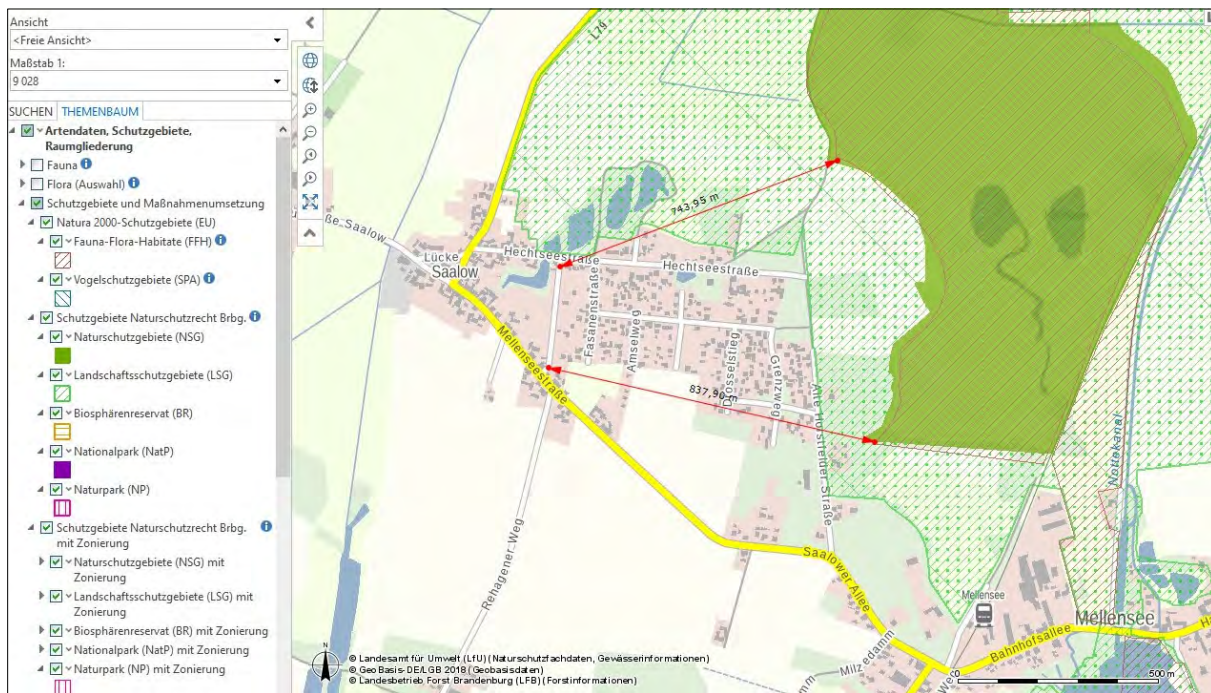 Ansicht
<Freie Ansicht>
Maßstab 1:
9 028
SUCHEN THEMENBAUM
Artendaten, Schutzgebiete,
Raumgliederung
Fauna
Flora (Auswahl)
Schutzgebiete und Maßnahmenumsetzung
Natura 2000-Schutzgebiete (EU)
Fauna-Flora-Habitate (FFH)
Vogelschutzgebiete (SPA)
Schutzgebiete Naturschutzrecht Brbg.
Naturschutzgebiete (NSG)
Landschaftsschutzgebiete (LSG)
Biosphärenreservat (BR)
Nationalpark (NatP)
Naturpark (NP)
Schutzgebiete Naturschutzrecht Brbg.
mit Zonierung
Naturschutzgebiete (NSG) mit
Zonierung
Landschaftsschutzgebiete (LSG) mit
Zonierung
Biosphärenreservat (BR) mit Zonierung
Nationalpark (NatP) mit Zonierung
Naturpark (NP) mit Zonierung
L79
743,95 m
Saalow
Lücke
Saalow
Hechtseestraße
Hechtseestraße
Fasanenstraße
Amselweg
Drosselstieg
Grenzweg
Mellenseestraße
837,90 m
Alte Horstfelder Straße
Nottekanal
Rehagener Weg
Saalower Allee
Mellensee
Mellensee
Bahnhofsallee
Milzedamm
N
0
500 m
© Landesamt für Umwelt (LfU) (Naturschutzfachdaten, Gewässerinformationen)
© GeoBasis-DE/LGB 2018 (Geobasisdaten)
© Landesbetrieb Forst Brandenburg (LFB) (Forstinformationen)